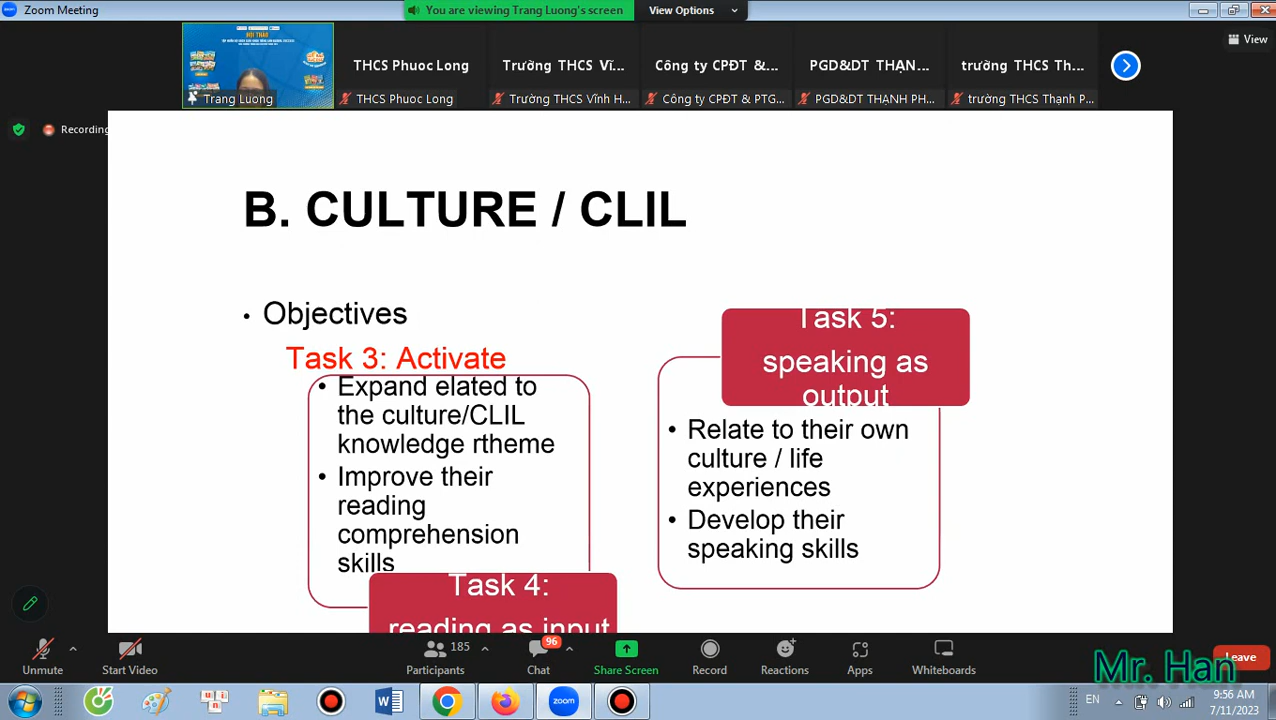 Zoom Meeting
You are viewing Trang Luong's screen
View Options
HỘI THẢO
THCS Phuoc Long
Trường THCS Vĩ...
Công ty CPĐT &...
PGD&DT THẠN...
trường THCS Th...
View
Trang Luong
THCS Phuoc Long
Trường THCS Vĩnh H...
Công ty CPĐT & PTG...
PGD&DT THẠNH PH...
trường THCS Thạnh P...
Recording
B. CULTURE / CLIL
• Objectives
Task 3: Activate
• Expand elated to
the culture/CLIL
knowledge rtheme
• Improve their
reading
comprehension
skills
Task 4:
reading as input
Task 5:
speaking as
output
• Relate to their own
culture / life
experiences
• Develop their
speaking skills
185
96
Unmute
Start Video
Participants
Chat
Share Screen
Record
Reactions
Apps
Whiteboards
Leave
Mr. Han
EN
9:56 AM
7/11/2023